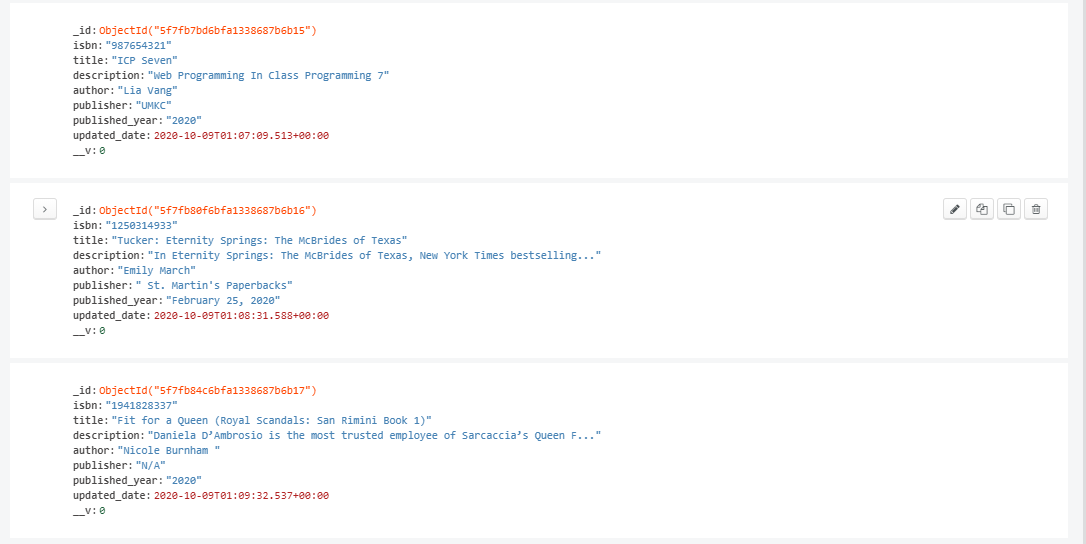 _id: ObjectId("5f7fb7bd6bfa1338687b6b15")
isbn: "987654321"
title: "ICP Seven"
description: "Web Programming In Class Programming 7"
author: "Lia Vang"
publisher: "UMKC"
published_year: "2020"
updated_date: 2020-10-09T01:07:09.513+00:00
__v: 0
_id: ObjectId("5f7fb80f6bfa1338687b6b16")
isbn: "1250314933"
title: "Tucker: Eternity Springs: The McBrides of Texas"
description: "In Eternity Springs: The McBrides of Texas, New York Times bestselling..."
author: "Emily March"
publisher: " St. Martin's Paperbacks"
published_year: "February 25, 2020"
updated_date: 2020-10-09T01:08:31.588+00:00
__v: 0
_id: ObjectId("5f7fb84c6bfa1338687b6b17")
isbn: "1941828337"
title: "Fit for a Queen (Royal Scandals: San Rimini Book 1)"
description: "Daniela D’Ambrosio is the most trusted employee of Sarcaccia’s Queen F..."
author: "Nicole Burnham "
publisher: "N/A"
published_year: "2020"
updated_date: 2020-10-09T01:09:32.537+00:00
__v: 0